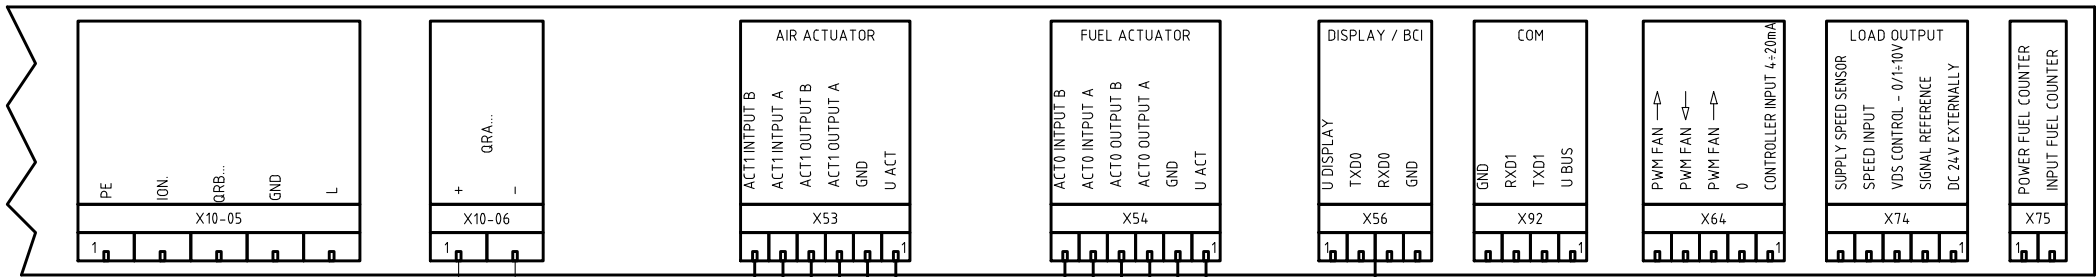 PE
ION.
QRB...
GND
L
X10-05
1
QRA...
+
-
X10-06
1
AIR ACTUATOR
ACT1 INTPUT B
ACT1 INTPUT A
ACT1 OUTPUT B
ACT1 OUTPUT A
GND
U ACT
X53
1
FUEL ACTUATOR
ACT0 INTPUT B
ACT0 INTPUT A
ACT0 OUTPUT B
ACT0 OUTPUT A
GND
U ACT
X54
1
DISPLAY / BCI
U DISPLAY
TXD0
RXD0
GND
X56
1
COM
GND
RXD1
TXD1
U BUS
X92
1
PWM FAN
PWM FAN
PWM FAN
0
CONTROLLER INPUT 4÷20mA
X64
1
LOAD OUTPUT
SUPPLY SPEED SENSOR
SPEED INPUT
VDS CONTROL - 0/1÷10V
SIGNAL REFERENCE
DC 24V EXTERNALLY
X74
1
POWER FUEL COUNTER
INPUT FUEL COUNTER
X75
1